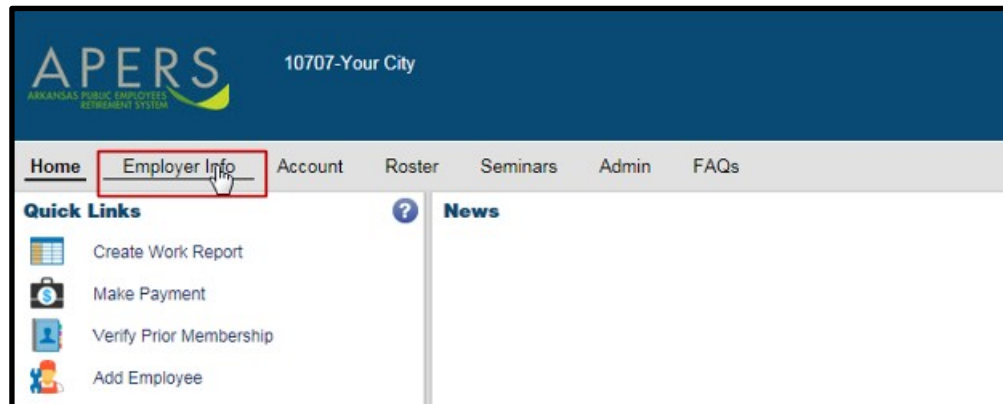 APERS
ARKANSAS PUBLIC EMPLOYEES
RETIREMENT SYSTEM
10707-Your City
Home Employer Info Account Roster Seminars Admin FAQs
Quick Links ?
Create Work Report
$ Make Payment
Verify Prior Membership
Add Employee
News